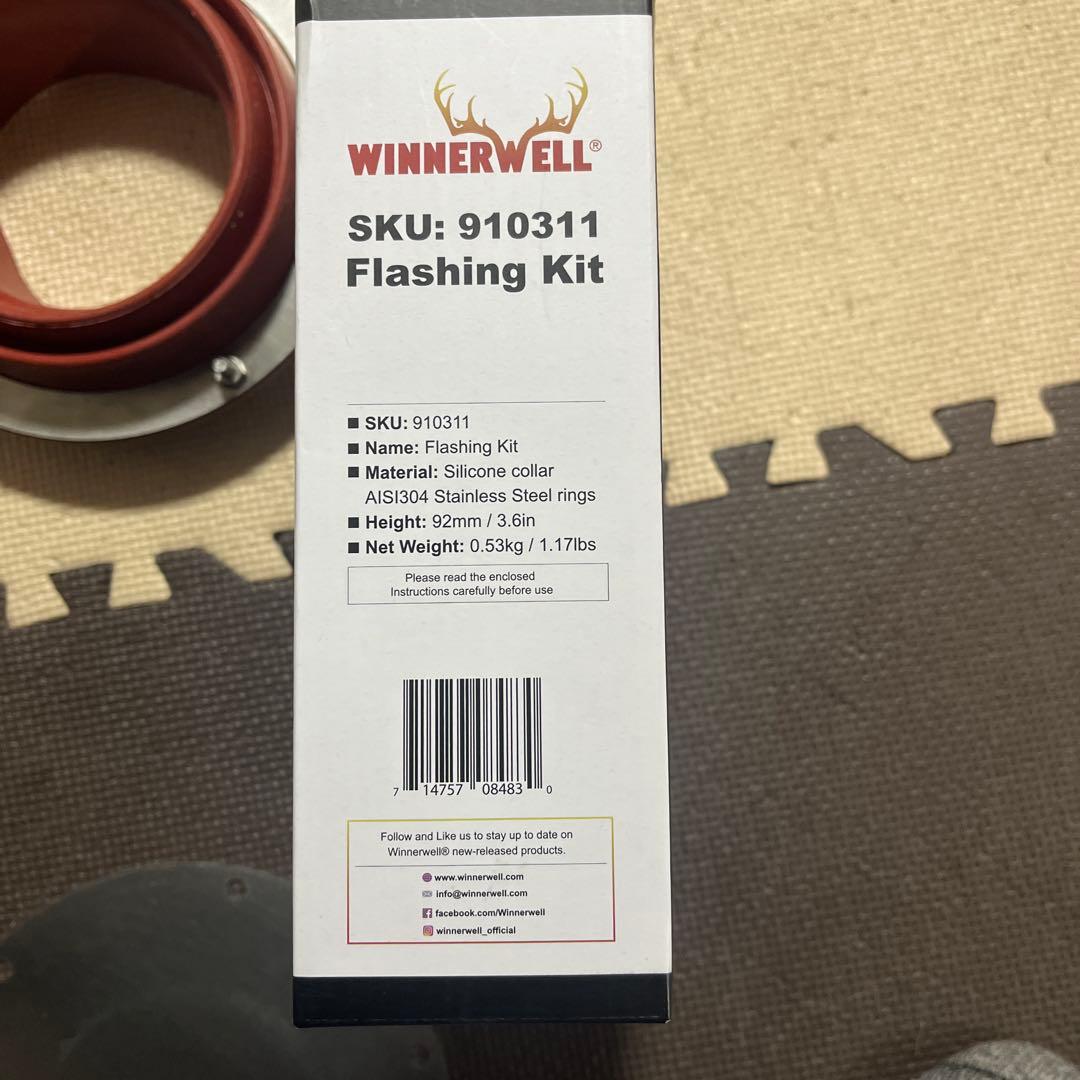 WINNERWELL®
SKU: 910311
Flashing Kit
SKU: 910311
Name: Flashing Kit
Material: Silicone collar
AISI304 Stainless Steel rings
Height: 92mm / 3.6in
Net Weight: 0.53kg / 1.17lbs
Please read the enclosed
Instructions carefully before use
7 14757 08483 0
Follow and Like us to stay up to date on
Winnerwell® new-released products.
www.winnerwell.com
info@winnerwell.com
facebook.com/Winnerwell
winnerwell_official